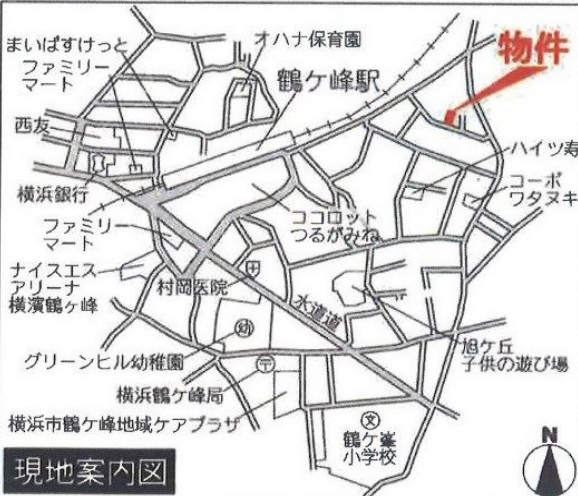 まいばすけっと
オハナ保育園
ファミリー
マート
鶴ケ峰駅
物件
西友
ハイツ寿
横浜銀行
コーポ
ワタヌキ
ココロット
つるがみね
ファミリー
マート
ナイスエス
アリーナ
横濱鶴ヶ峰
村岡医院
水道道
幼
旭ケ丘
子供の遊び場
グリーンヒル幼稚園
〒
横浜鶴ケ峰局
横浜市鶴ケ峰地域ケアプラザ
文
鶴ケ峯
小学校
N
現地案内図